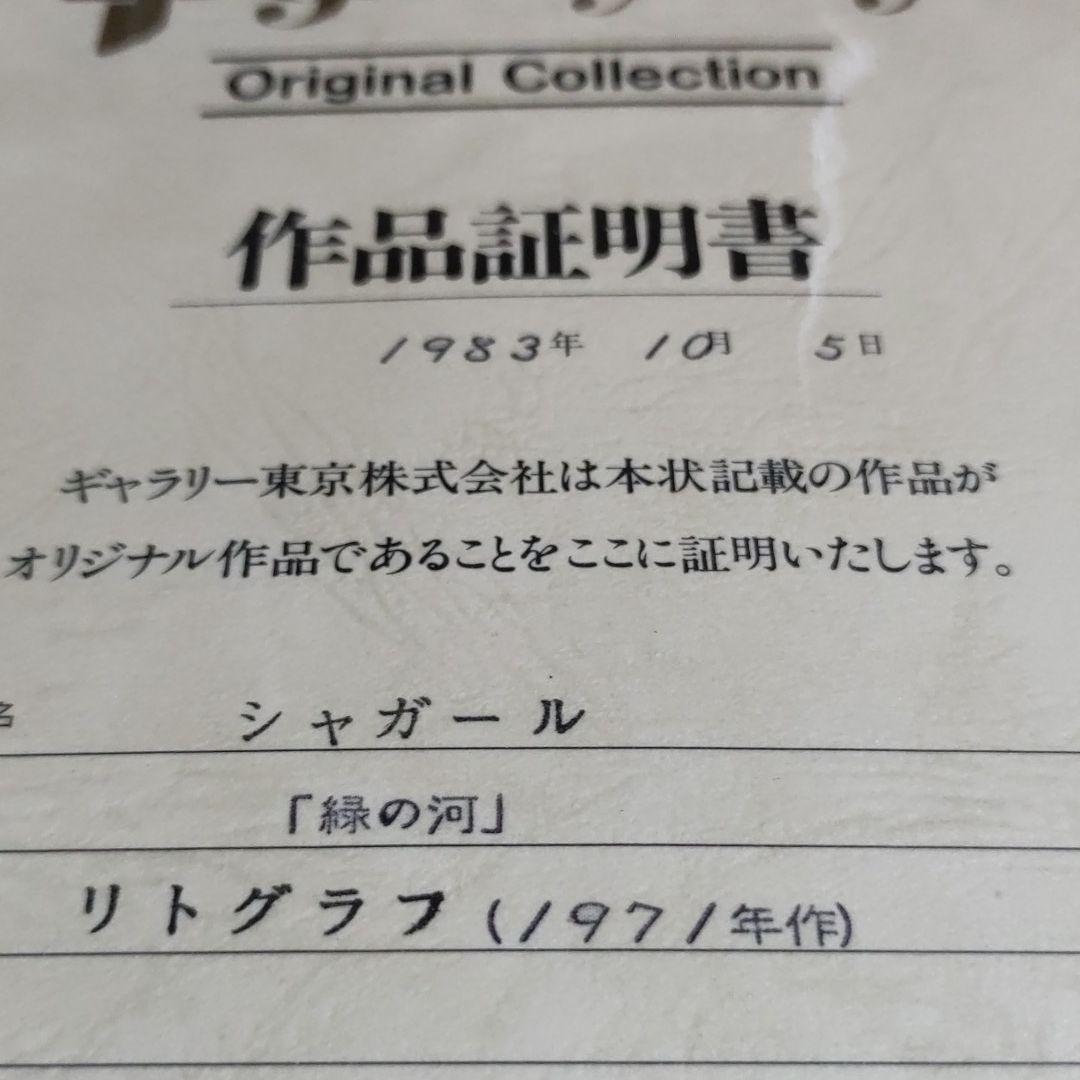 Original Collection
作品証明書
1983年 10月 5日
ギャラリー東京株式会社は本状記載の作品が
オリジナル作品であることをここに証明いたします。
名 シャガール
「緑の河」
リトグラフ (1971年作)